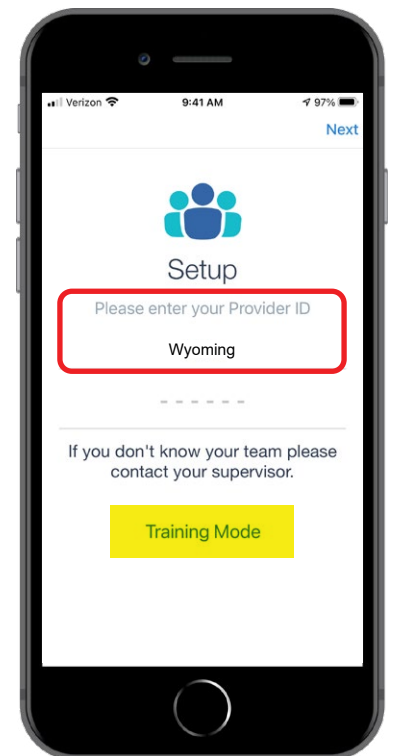 Verizon 9:41 AM 97%
Next
Setup
Please enter your Provider ID
Wyoming
- - - - - -
If you don't know your team please
contact your supervisor.
Training Mode